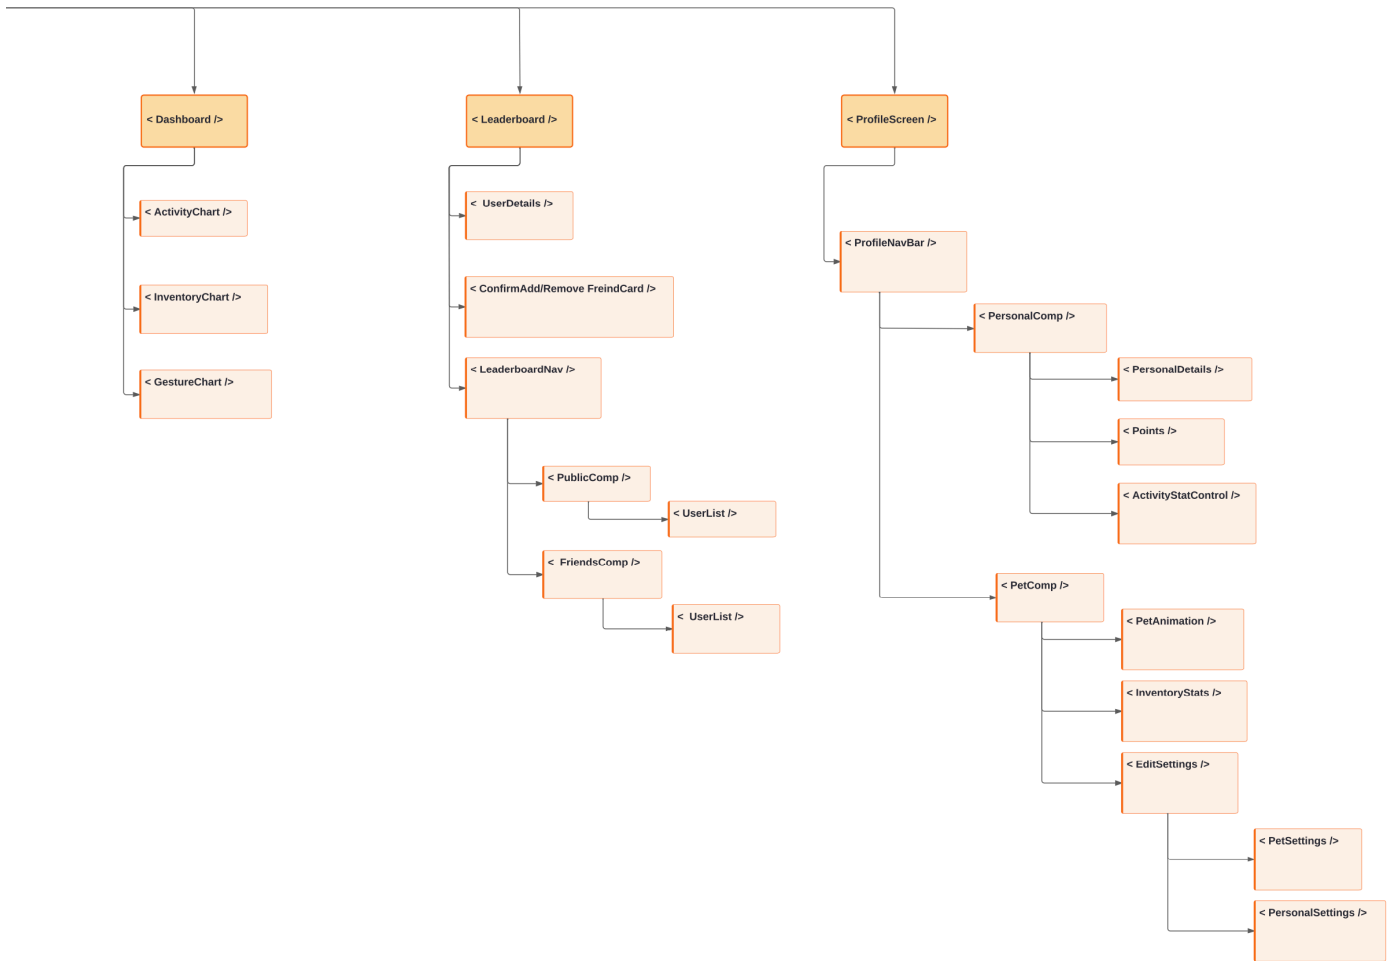 < Dashboard />
< ActivityChart />
< InventoryChart />
< GestureChart />
< Leaderboard />
< UserDetails />
< ConfirmAdd/Remove FreindCard />
< LeaderboardNav />
< PublicComp />
< UserList />
< FriendsComp />
< UserList />
< ProfileScreen />
< ProfileNavBar />
< PersonalComp />
< PersonalDetails />
< Points />
< ActivityStatControl />
< PetComp />
< PetAnimation />
< InventoryStats />
< EditSettings />
< PetSettings />
< PersonalSettings />